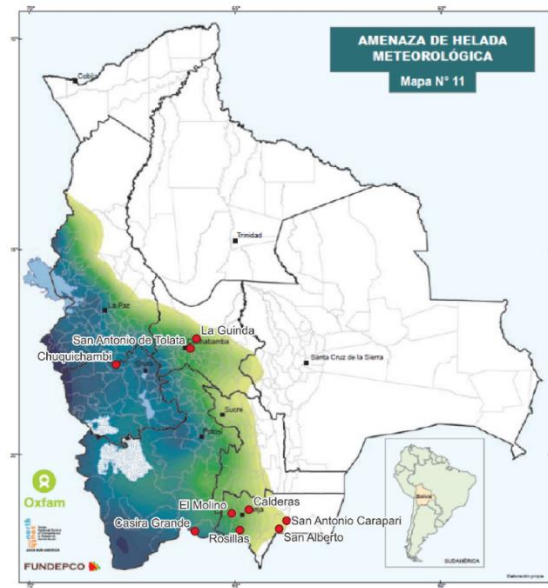 AMENAZA DE HELADA
METEOROLÓGICA
Mapa N° 11
Cobija
Trinidad
La Paz
La Guinda
San Antonio de Tolata
Chuquichambi
Santa Cruz de la Sierra
Sucre
Potosí
El Molino
Calderas
San Antonio Carapari
Casira Grande
Rosillas
San Alberto
Oxfam
FUNDEPCO
Bolivia
SUDAMÉRICA
Elaboración propia